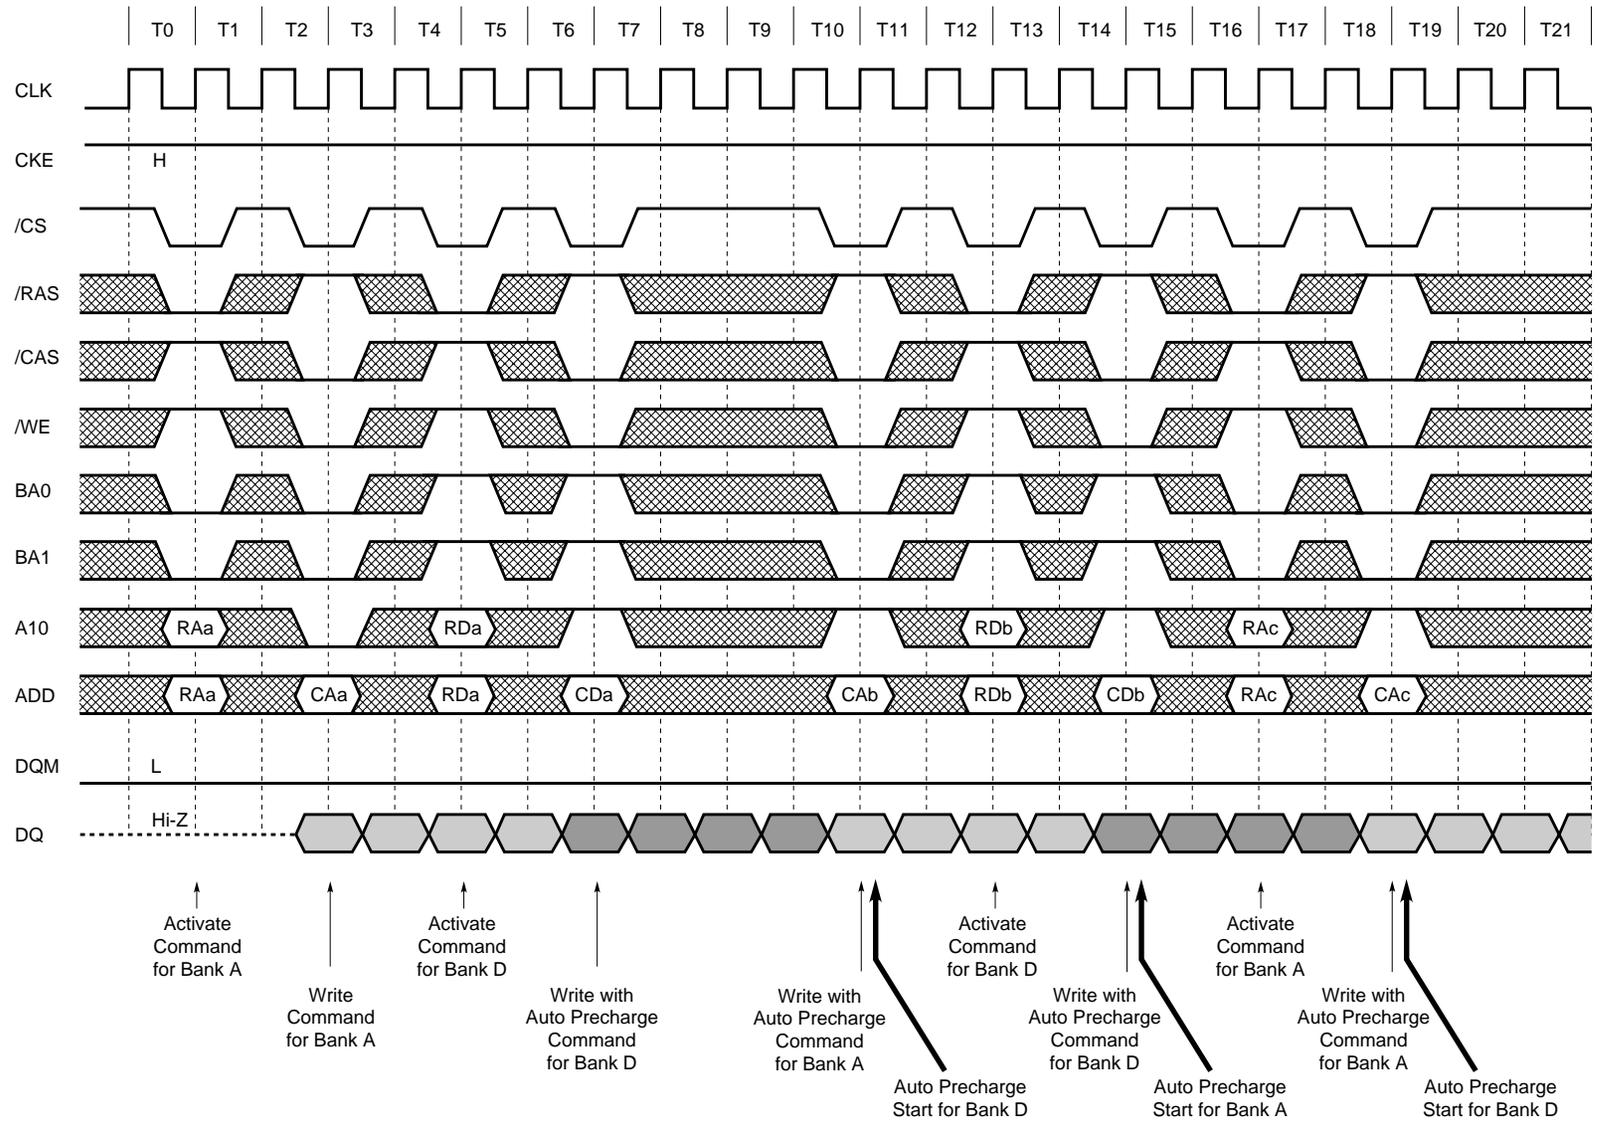 T0 T1 T2 T3 T4 T5 T6 T7 T8 T9 T10 T11 T12 T13 T14 T15 T16 T17 T18 T19 T20 T21
CLK
CKE H
/CS
/RAS
/CAS
/WE
BA0
BA1
A10 RAa RDa RDb RAc
ADD RAa CAa RDa CDa CAb RDb CDb RAc CAc
DQM L
DQ Hi-Z
Activate
Command
for Bank A
Write
Command
for Bank A
Activate
Command
for Bank D
Write with
Auto Precharge
Command
for Bank D
Write with
Auto Precharge
Command
for Bank A
Auto Precharge
Start for Bank D
Activate
Command
for Bank D
Write with
Auto Precharge
Command
for Bank D
Auto Precharge
Start for Bank A
Activate
Command
for Bank A
Write with
Auto Precharge
Command
for Bank A
Auto Precharge
Start for Bank D